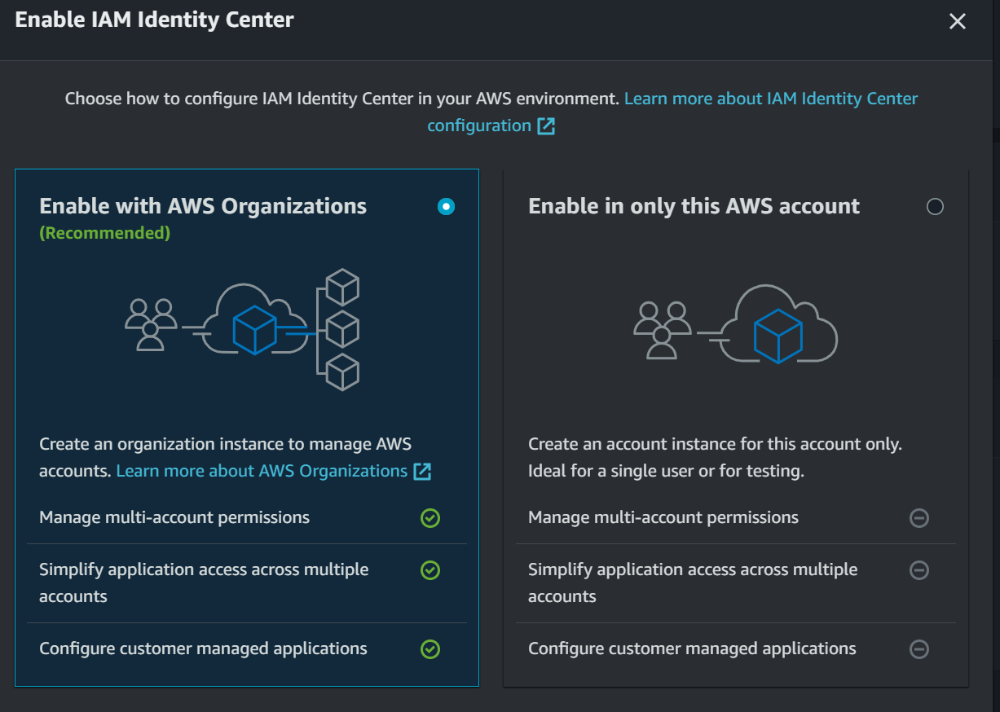 Enable IAM Identity Center
Choose how to configure IAM Identity Center in your AWS environment. Learn more about IAM Identity Center
configuration
Enable with AWS Organizations
(Recommended)
Create an organization instance to manage AWS
accounts. Learn more about AWS Organizations
Manage multi-account permissions
Simplify application access across multiple
accounts
Configure customer managed applications
Enable in only this AWS account
Create an account instance for this account only.
Ideal for a single user or for testing.
Manage multi-account permissions
Simplify application access across multiple
accounts
Configure customer managed applications